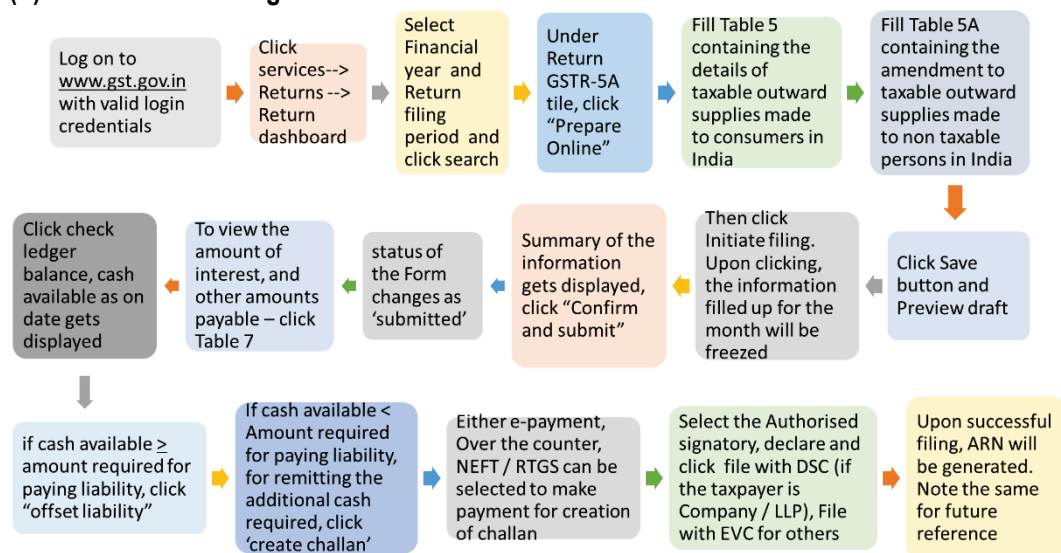 Log on to
www.gst.gov.in
with valid login
credentials
Click
services-->
Returns -->
Return
dashboard
Select
Financial
year and
Return
filing
period and
click search
Under
Return
GSTR-5A
tile, click
“Prepare
Online”
Fill Table 5
containing the
details of
taxable outward
supplies made
to consumers in
India
Fill Table 5A
containing the
amendment to
taxable outward
supplies made
to non taxable
persons in India
Click Save
button and
Preview draft
Then click
Initiate filing.
Upon clicking,
the information
filled up for the
month will be
freezed
Summary of the
information
gets displayed,
click “Confirm
and submit”
status of
the Form
changes as
‘submitted’
To view the
amount of
interest, and
other amounts
payable – click
Table 7
Click check
ledger
balance, cash
available as on
date gets
displayed
if cash available ≥
amount required for
paying liability, click
“offset liability”
If cash available <
Amount required
for paying liability,
for remitting the
additional cash
required, click
‘create challan’
Either e-payment,
Over the counter,
NEFT / RTGS can be
selected to make
payment for creation
of challan
Select the Authorised
signatory, declare and
click file with DSC (if
the taxpayer is
Company / LLP), File
with EVC for others
Upon successful
filing, ARN will
be generated.
Note the same
for future
reference